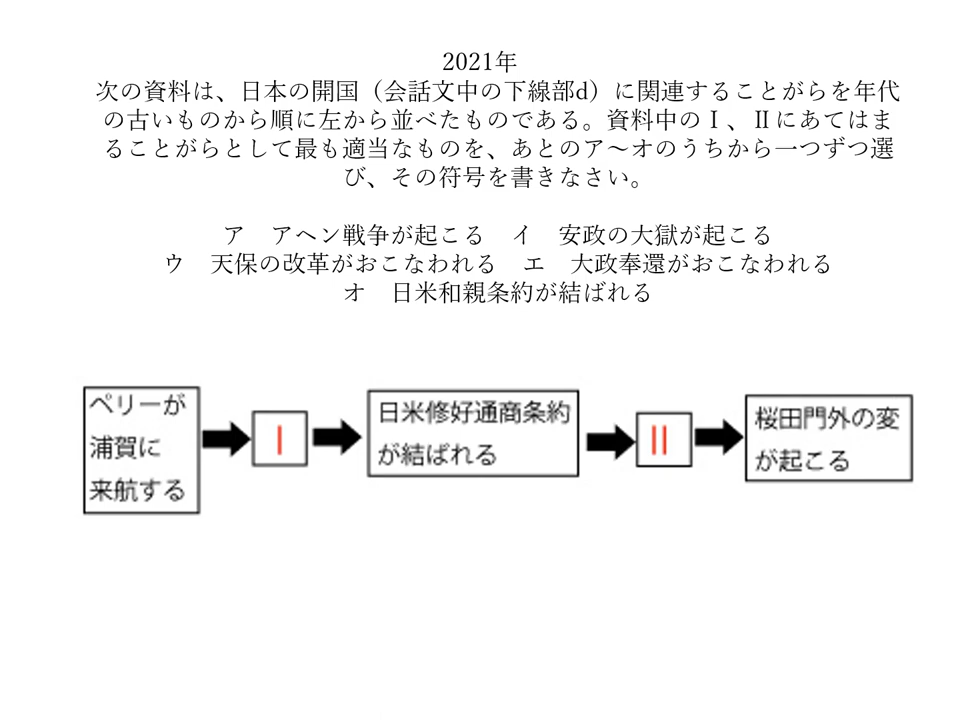 2021年
次の資料は、日本の開国（会話文中の下線部d）に関連することがらを年代
の古いものから順に左から並べたものである。資料中のⅠ、Ⅱにあてはま
ることがらとして最も適当なものを、あとのア～オのうちから一つずつ選
び、その符号を書きなさい。
ア　アヘン戦争が起こる　イ　安政の大獄が起こる
ウ　天保の改革がおこなわれる　エ　大政奉還がおこなわれる
オ　日米和親条約が結ばれる
ペリーが
浦賀に
来航する
Ⅰ
日米修好通商条約
が結ばれる
Ⅱ
桜田門外の変
が起こる